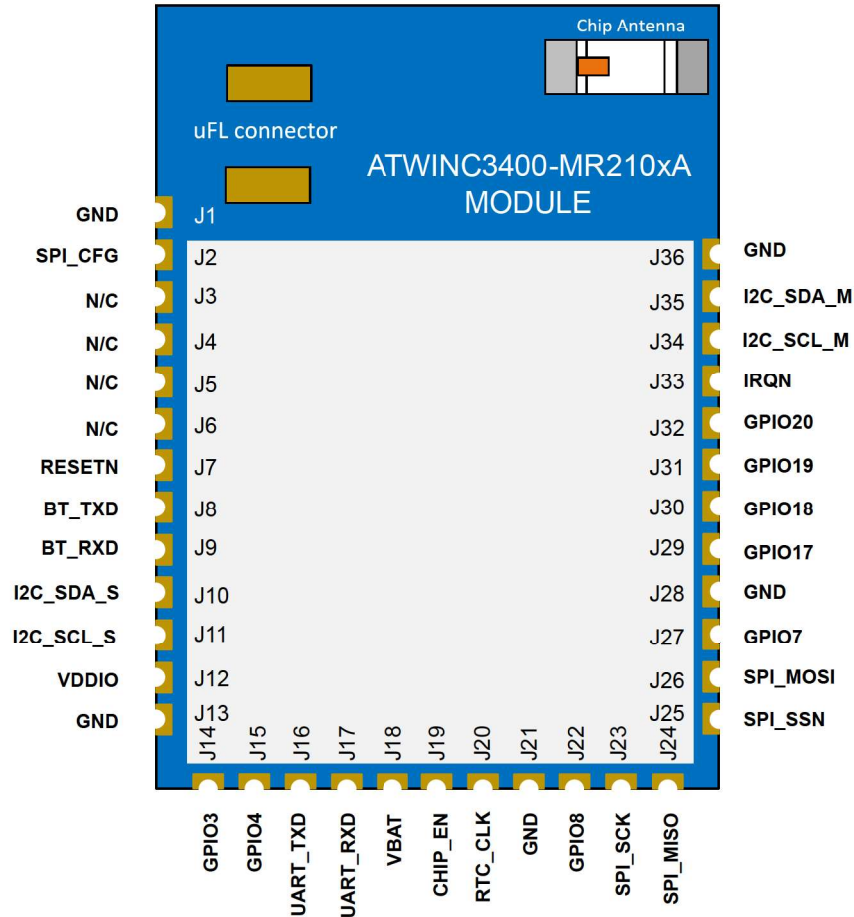 Chip Antenna
uFL connector
ATWINC3400-MR210xA
MODULE
GND J1
SPI_CFG J2 J36 GND
N/C J3 J35 I2C_SDA_M
N/C J4 J34 I2C_SCL_M
N/C J5 J33 IRQN
N/C J6 J32 GPIO20
RESETN J7 J31 GPIO19
BT_TXD J8 J30 GPIO18
BT_RXD J9 J29 GPIO17
I2C_SDA_S J10 J28 GND
I2C_SCL_S J11 J27 GPIO7
VDDIO J12 J26 SPI_MOSI
GND J13 J25 SPI_SSN
J14 J15 J16 J17 J18 J19 J20 J21 J22 J23 J24
GPIO3 GPIO4 UART_TXD UART_RXD VBAT CHIP_EN RTC_CLK GND GPIO8 SPI_SCK SPI_MISO